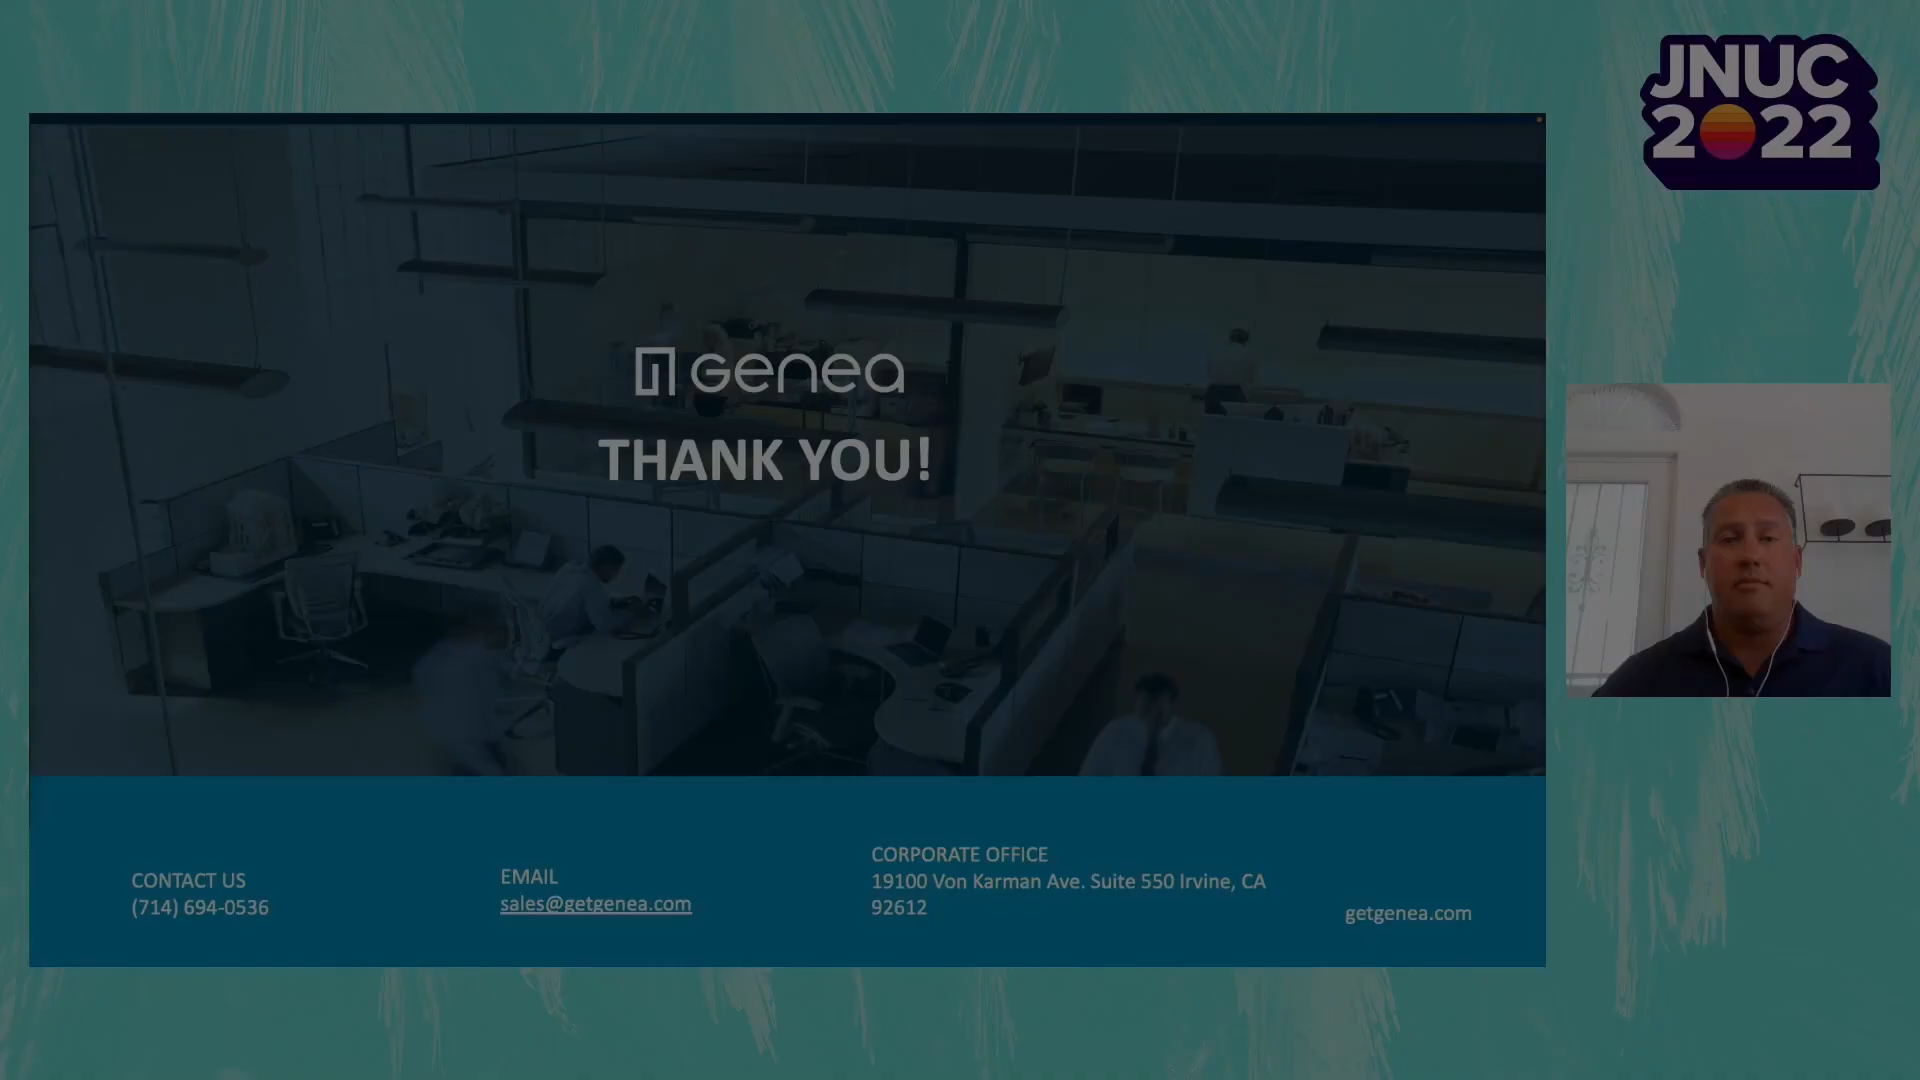 JNUC
2022
Genea
THANK YOU!
CONTACT US
(714) 694-0536
EMAIL
sales@getgenea.com
CORPORATE OFFICE
19100 Von Karman Ave. Suite 550 Irvine, CA
92612
getgenea.com